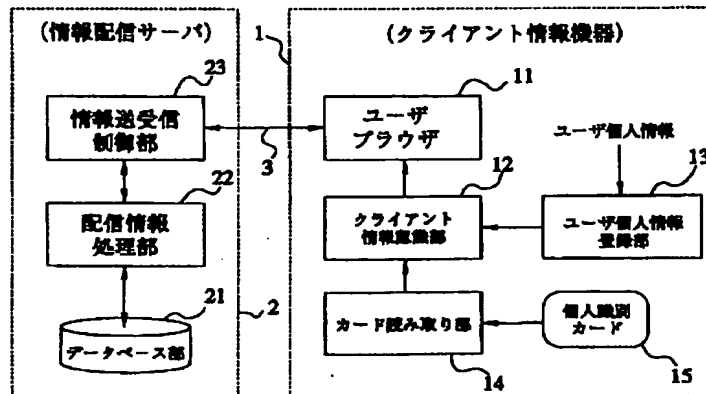 (情報配信サーバ)
23
情報送受信
制御部
22
配信情報
処理部
21
データベース部
1
3
2
(クライアント情報機器)
11
ユーザ
ブラウザ
12
クライアント
情報認識部
ユーザ個人情報
13
ユーザ個人情報
登録部
カード読み取り部
14
個人識別
カード
15